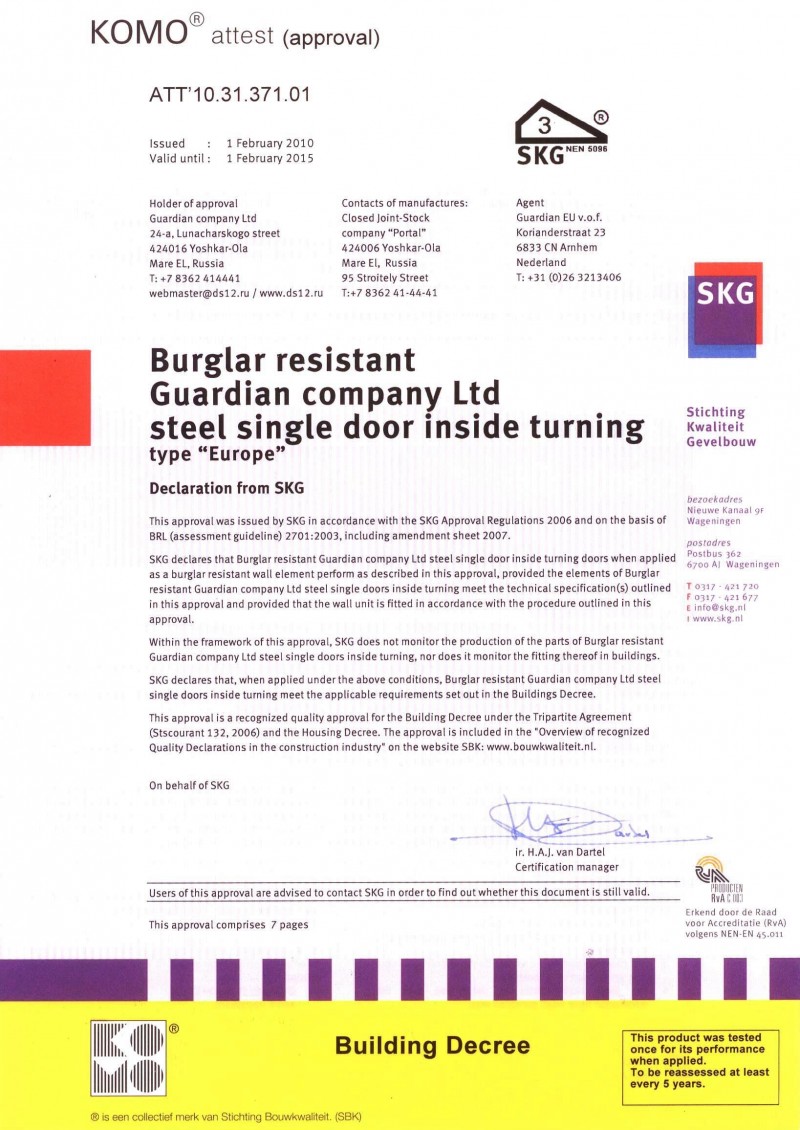 KOMO® attest (approval)
ATT'10.31.371.01
Issued : 1 February 2010
Valid until : 1 February 2015
3 ®
SKG NEN 5096
Holder of approval
Guardian company Ltd
24-a, Lunacharskogo street
424016 Yoshkar-Ola
Mare EL, Russia
T: +7 8362 414441
webmaster@ds12.ru / www.ds12.ru
Contacts of manufactures:
Closed Joint-Stock
company "Portal"
424006 Yoshkar-Ola
Mare El, Russia
95 Stroitely Street
T:+7 8362 41-44-41
Agent
Guardian EU v.o.f.
Korianderstraat 23
6833 CN Arnhem
Nederland
T: +31 (0)26 3213406
SKG
Stichting
Kwaliteit
Gevelbouw
bezoekadres
Nieuwe Kanaal 9F
Wageningen
postadres
Postbus 362
6700 AJ Wageningen
T 0317 - 421 720
F 0317 - 421 677
E info@skg.nl
I www.skg.nl
Burglar resistant
Guardian company Ltd
steel single door inside turning
type "Europe"
Declaration from SKG
This approval was issued by SKG in accordance with the SKG Approval Regulations 2006 and on the basis of
BRL (assessment guideline) 2701:2003, including amendment sheet 2007.
SKG declares that Burglar resistant Guardian company Ltd steel single door inside turning doors when applied
as a burglar resistant wall element perform as described in this approval, provided the elements of Burglar
resistant Guardian company Ltd steel single doors inside turning meet the technical specification(s) outlined
in this approval and provided that the wall unit is fitted in accordance with the procedure outlined in this
approval.
Within the framework of this approval, SKG does not monitor the production of the parts of Burglar resistant
Guardian company Ltd steel single doors inside turning, nor does it monitor the fitting thereof in buildings.
SKG declares that, when applied under the above conditions, Burglar resistant Guardian company Ltd steel
single doors inside turning meet the applicable requirements set out in the Buildings Decree.
This approval is a recognized quality approval for the Building Decree under the Tripartite Agreement
(Stscourant 132, 2006) and the Housing Decree. The approval is included in the "Overview of recognized
Quality Declarations in the construction industry" on the website SBK: www.bouwkwaliteit.nl.
On behalf of SKG
ir. H.A.J. van Dartel
Certification manager
Users of this approval are advised to contact SKG in order to find out whether this document is still valid.
This approval comprises 7 pages
RvA
PRODUCTEN
RvA C 003
Erkend door de Raad
voor Accreditatie (RvA)
volgens NEN-EN 45.011
KOMO ®
Building Decree
This product was tested
once for its performance
when applied.
To be reassessed at least
every 5 years.
® is een collectief merk van Stichting Bouwkwaliteit. (SBK)